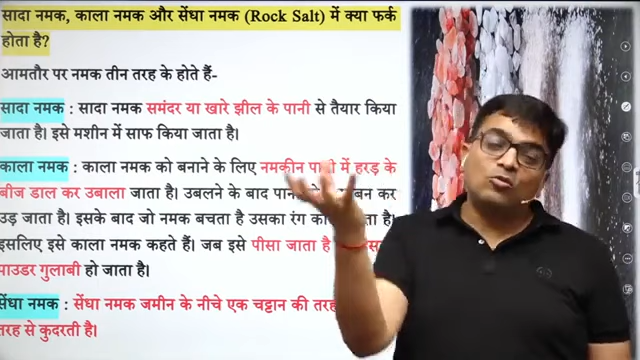 सादा नमक, काला नमक और सेंधा नमक (Rock Salt) में क्या फर्क
होता है?
आमतौर पर नमक तीन तरह के होते हैं-
सादा नमक : सादा नमक समंदर या खारे झील के पानी से तैयार किया
जाता है। इसे मशीन में साफ किया जाता है।
काला नमक : काला नमक को बनाने के लिए नमकीन पानी में हरड़ के
बीज डाल कर उबाला जाता है। उबलने के बाद बन कर
उड़ जाता है। इसके बाद जो नमक बचता है उसका रंग है।
इसलिए इसे काला नमक कहते हैं। जब इसे पीसा जाता है
पाउडर गुलाबी हो जाता है।
सेंधा नमक : सेंधा नमक जमीन के नीचे एक चट्टान की तरह
तरह से कुदरती है।